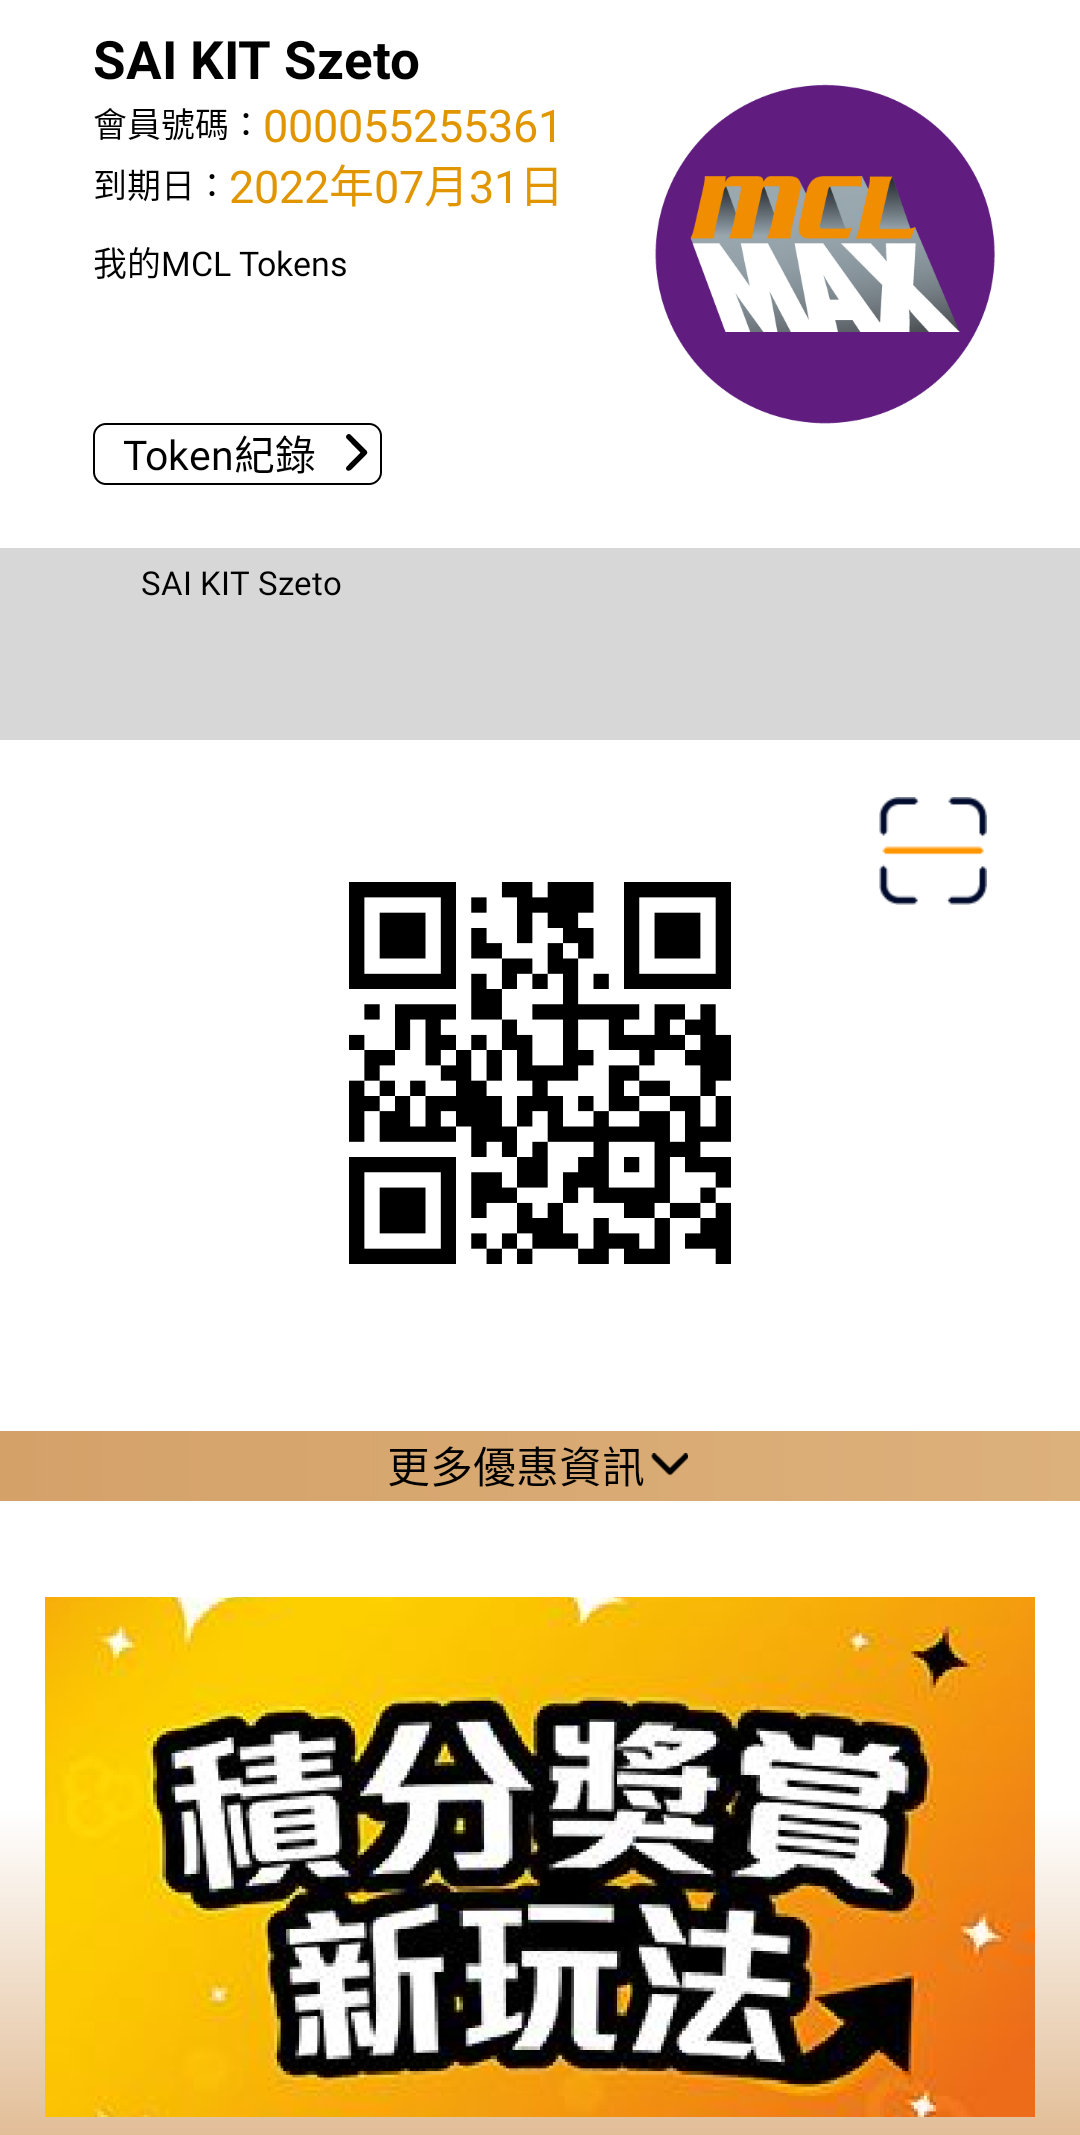 SAI KIT Szeto
會員號碼：000055255361
到期日：2022年07月31日
我的MCL Tokens
MCL
MAX
Token紀錄
SAI KIT Szeto
更多優惠資訊
積分獎賞
新玩法